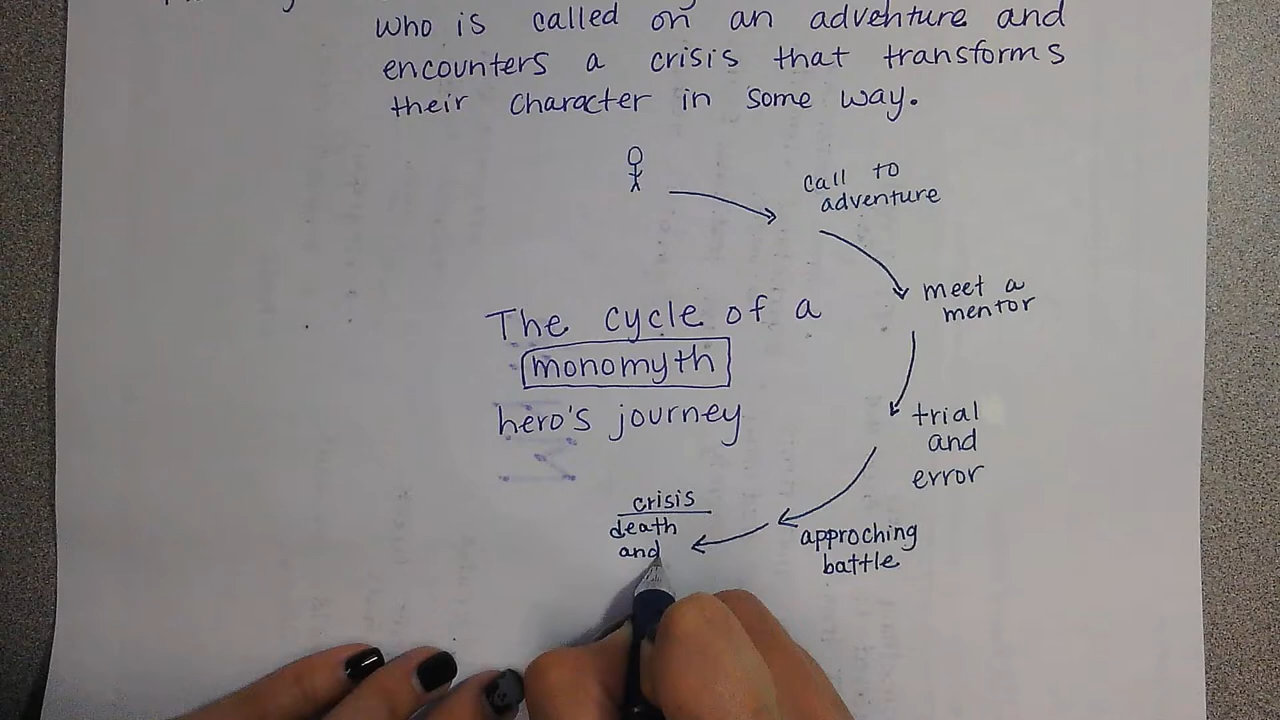 who is called on an adventure and
encounters a crisis that transforms
their character in some way.
call to
adventure
meet a
mentor
The cycle of a
monomyth
hero's journey
trial
and
error
crisis
death
and
approching
battle